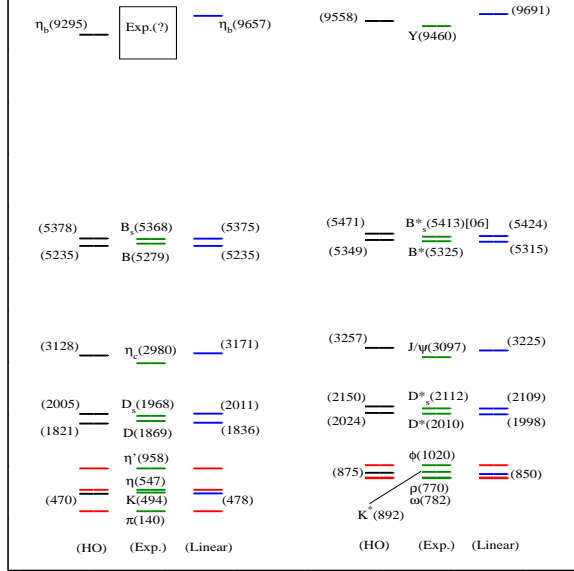 η_b(9295) Exp.(?) η_b(9657)
(9558) Υ(9460) (9691)
(5378) B_s(5368) (5375)
(5235) B(5279) (5235)
(5471) B*_s(5413)[06] (5424)
(5349) B*(5325) (5315)
(3128) η_c(2980) (3171)
(3257) J/ψ(3097) (3225)
(2005) D_s(1968) (2011)
(1821) D(1869) (1836)
(2150) D*_s(2112) (2109)
(2024) D*(2010) (1998)
η'(958)
η(547)
(470) K(494) (478)
π(140)
ϕ(1020)
(875) (850)
ρ(770)
ω(782)
K*(892)
(HO) (Exp.) (Linear) (HO) (Exp.) (Linear)